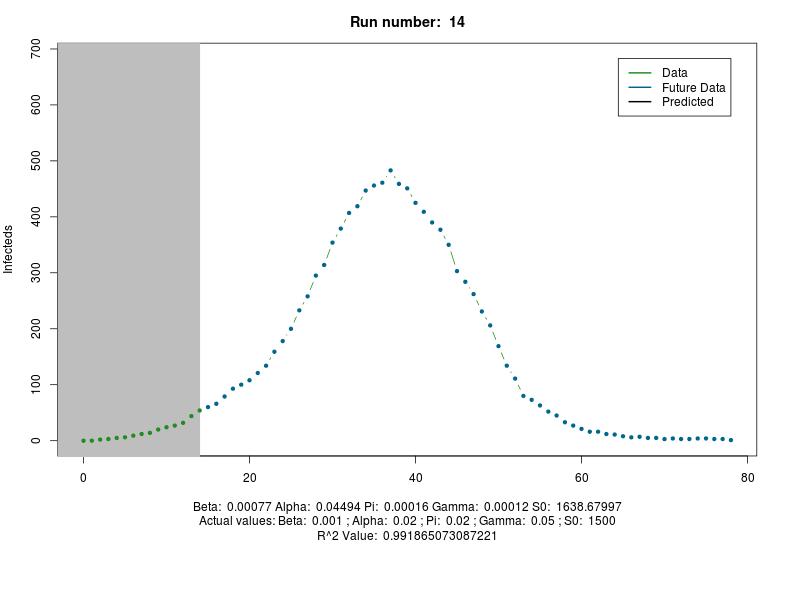 Run number: 14
700
600
500
400
300
200
100
0
Infecteds
Data
Future Data
Predicted
0 20 40 60 80
Beta: 0.00077 Alpha: 0.04494 Pi: 0.00016 Gamma: 0.00012 S0: 1638.67997
Actual values: Beta: 0.001 ; Alpha: 0.02 ; Pi: 0.02 ; Gamma: 0.05 ; S0: 1500
R^2 Value: 0.991865073087221